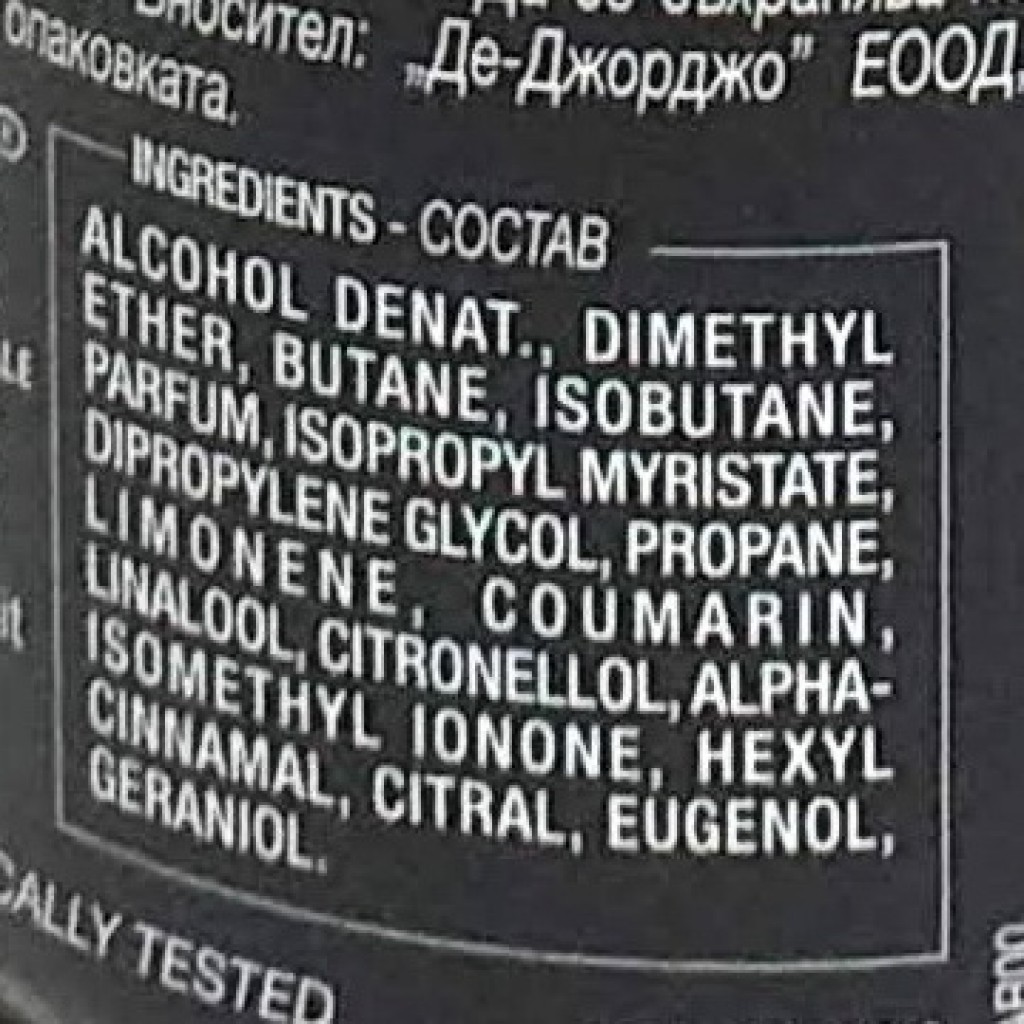 Вносител: „Де-Джорджо” ЕООД,
опаковката.
INGREDIENTS - СОСТАВ
ALCOHOL DENAT., DIMETHYL
ETHER, BUTANE, ISOBUTANE,
PARFUM, ISOPROPYL MYRISTATE,
DIPROPYLENE GLYCOL, PROPANE,
LIMONENE, COUMARIN,
LINALOOL, CITRONELLOL, ALPHA-
ISOMETHYL IONONE, HEXYL
CINNAMAL, CITRAL, EUGENOL,
GERANIOL.
CALLY TESTED